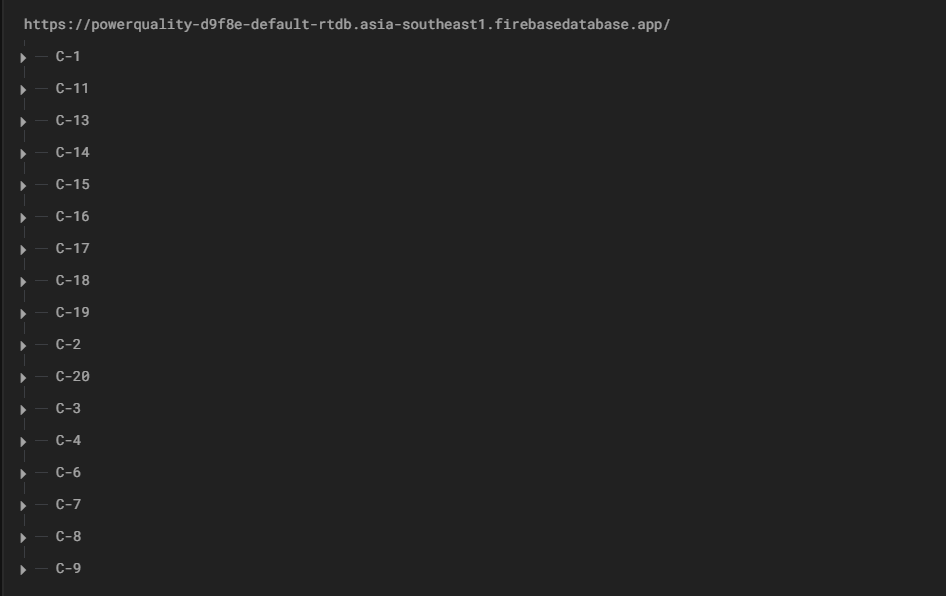 https://powerquality-d9f8e-default-rtdb.asia-southeast1.firebasedatabase.app/
C-1
C-11
C-13
C-14
C-15
C-16
C-17
C-18
C-19
C-2
C-20
C-3
C-4
C-6
C-7
C-8
C-9